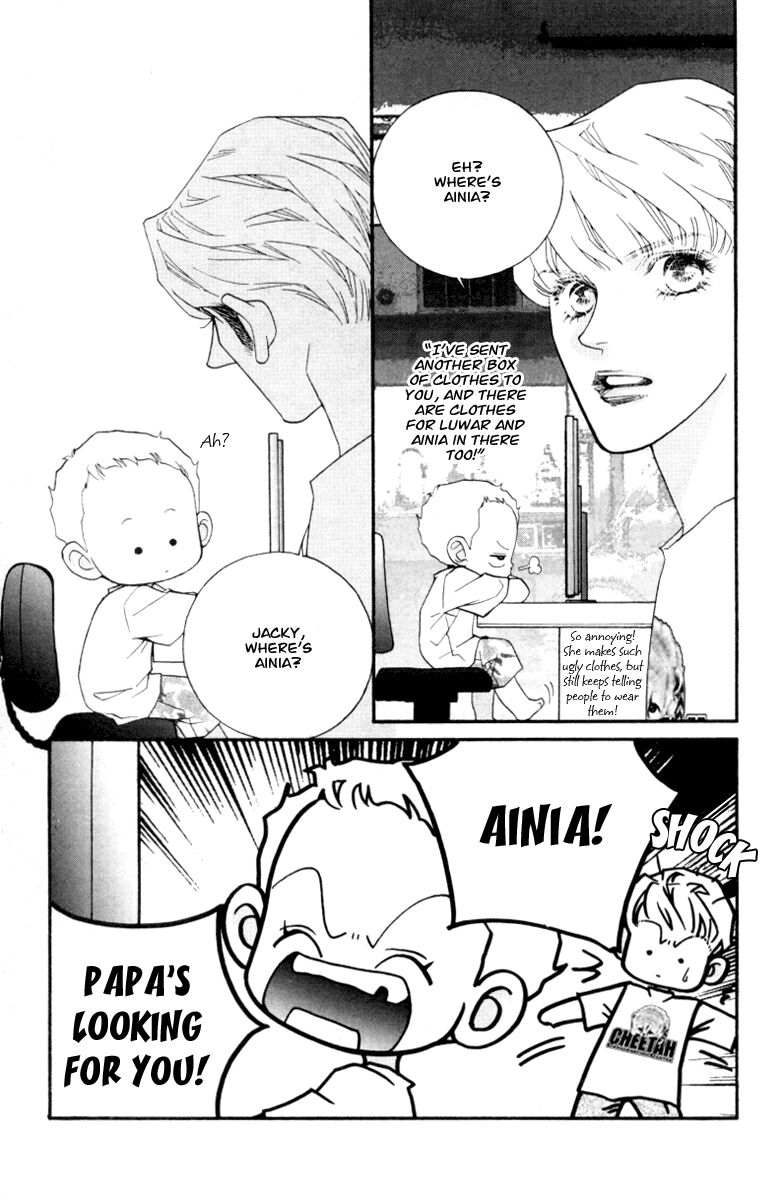 EH?
WHERE'S
AINIA?
"I'VE SENT
ANOTHER BOX
OF CLOTHES TO
YOU, AND THERE
ARE CLOTHES
FOR LUWAR AND
AINIA IN THERE
TOO!"
So annoying!
She makes such
ugly clothes, but
still keeps telling
people to wear
them!
Ah?
JACKY,
WHERE'S
AINIA?
AINIA!
SHOCK
PAPA'S
LOOKING
FOR YOU!
CHEETAH